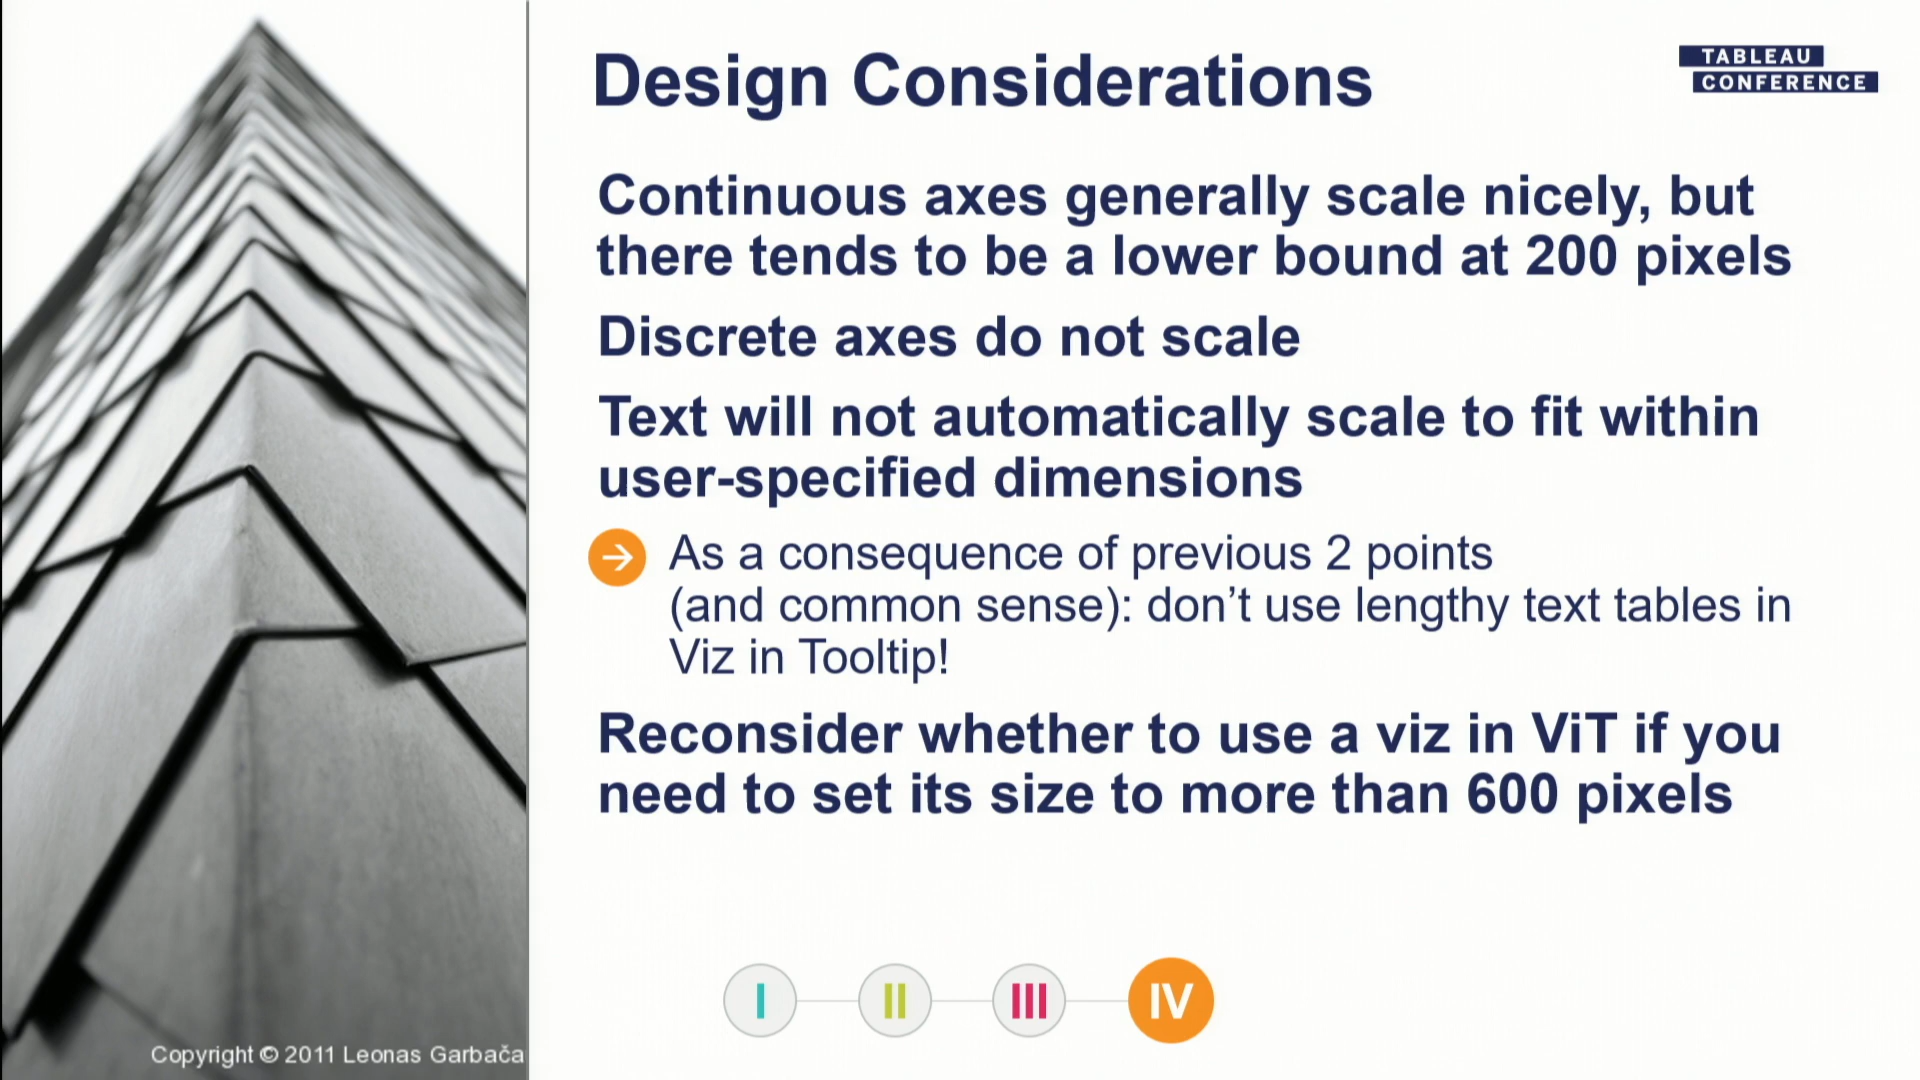 Design Considerations
TABLEAU
CONFERENCE
Continuous axes generally scale nicely, but
there tends to be a lower bound at 200 pixels
Discrete axes do not scale
Text will not automatically scale to fit within
user-specified dimensions
As a consequence of previous 2 points
(and common sense): don’t use lengthy text tables in
Viz in Tooltip!
Reconsider whether to use a viz in ViT if you
need to set its size to more than 600 pixels
I II III IV
Copyright © 2011 Leonas Garbača